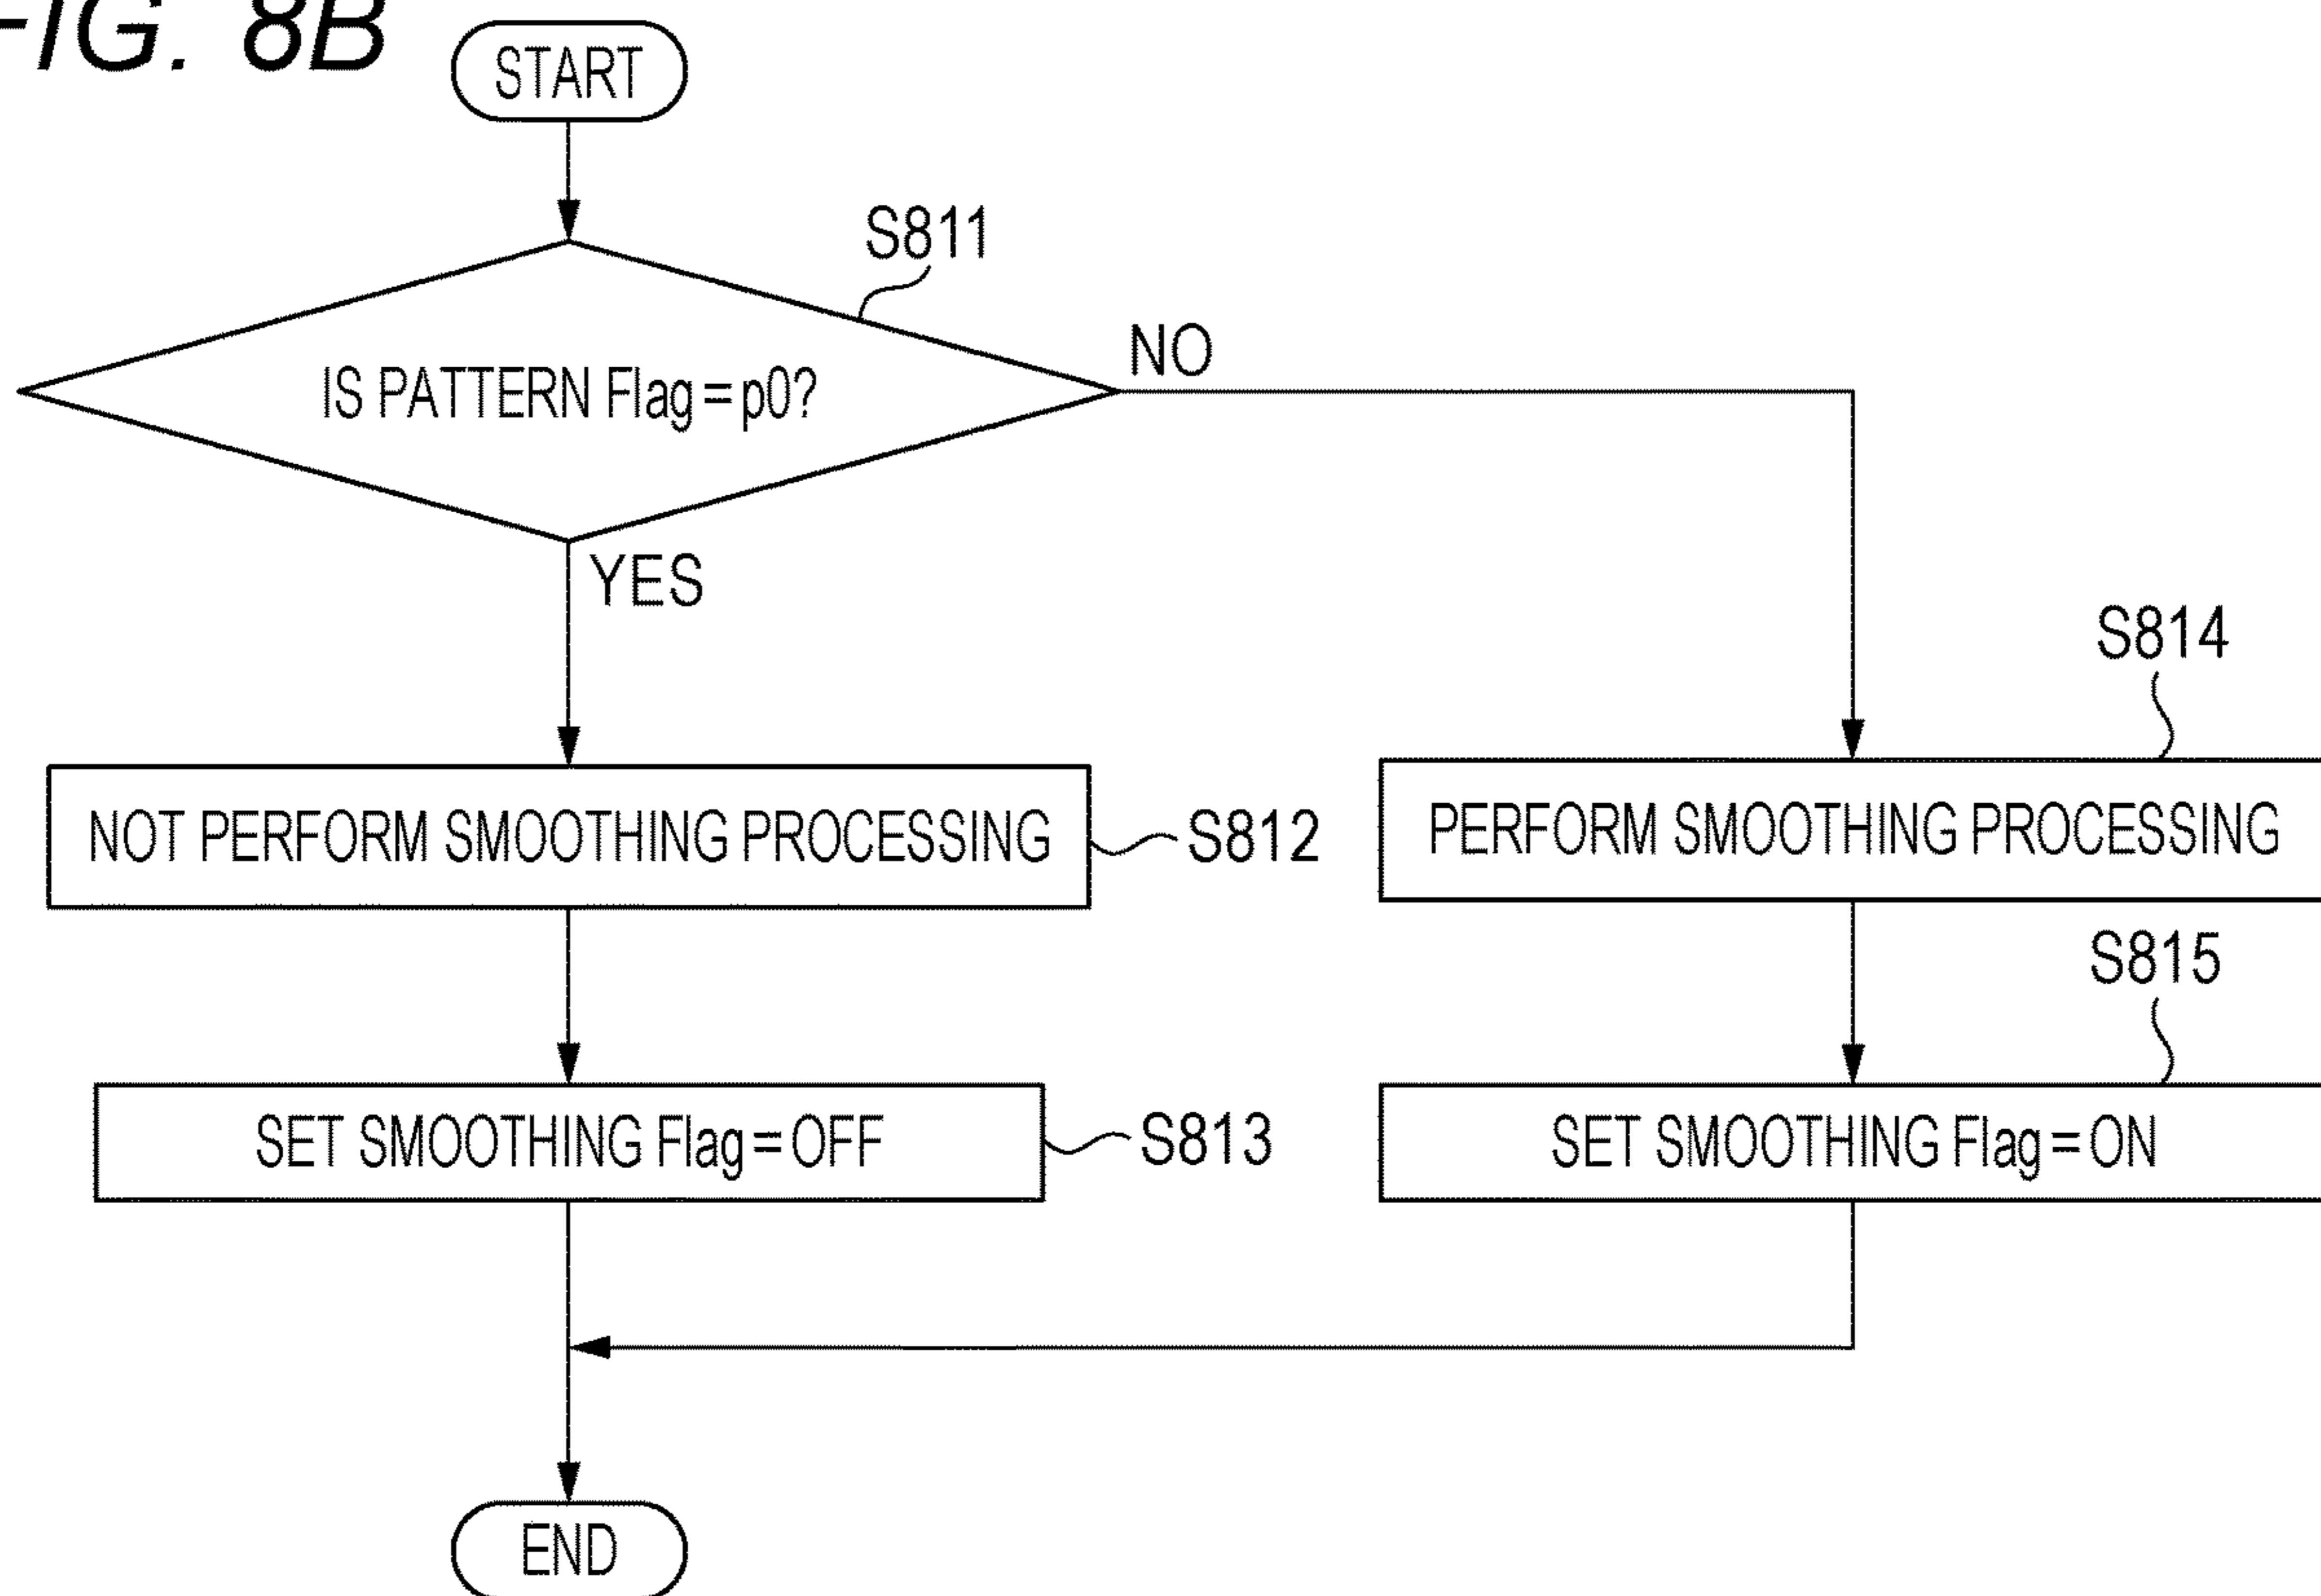 FIG. 8B
START
S811
IS PATTERN Flag = p0?
NO
YES
S814
NOT PERFORM SMOOTHING PROCESSING
S812
PERFORM SMOOTHING PROCESSING
S815
SET SMOOTHING Flag = OFF
S813
SET SMOOTHING Flag = ON
END